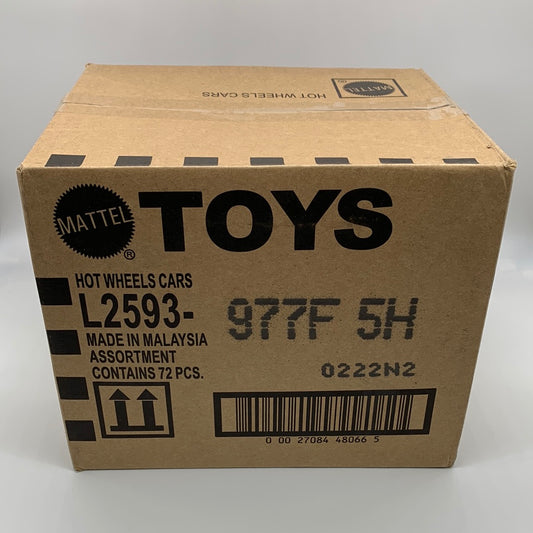 HOT WHEELS CARS
MATTEL
MATTEL ® TOYS
HOT WHEELS CARS
L2593- 977F 5H
MADE IN MALAYSIA
ASSORTMENT
CONTAINS 72 PCS.
0222N2
0 00 27084 48066 5